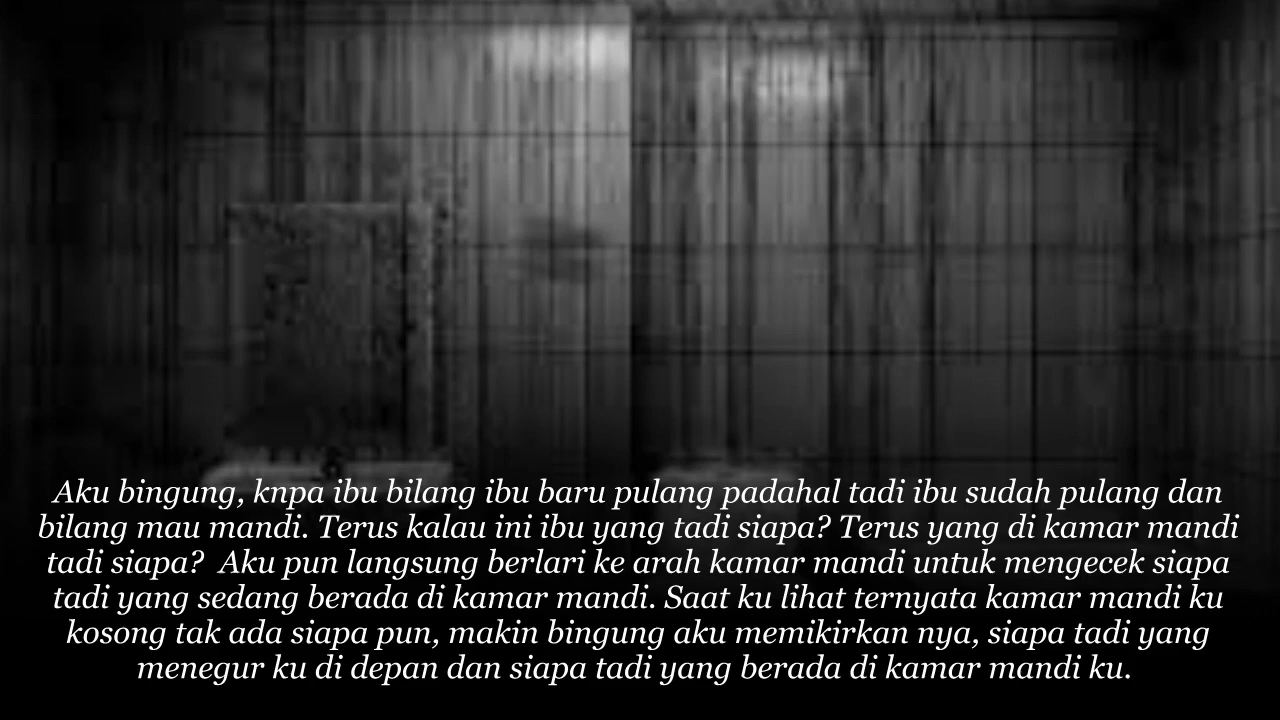 Aku bingung, knpa ibu bilang ibu baru pulang padahal tadi ibu sudah pulang dan
bilang mau mandi. Terus kalau ini ibu yang tadi siapa? Terus yang di kamar mandi
tadi siapa?  Aku pun langsung berlari ke arah kamar mandi untuk mengecek siapa
tadi yang sedang berada di kamar mandi. Saat ku lihat ternyata kamar mandi ku
kosong tak ada siapa pun, makin bingung aku memikirkan nya, siapa tadi yang
menegur ku di depan dan siapa tadi yang berada di kamar mandi ku.